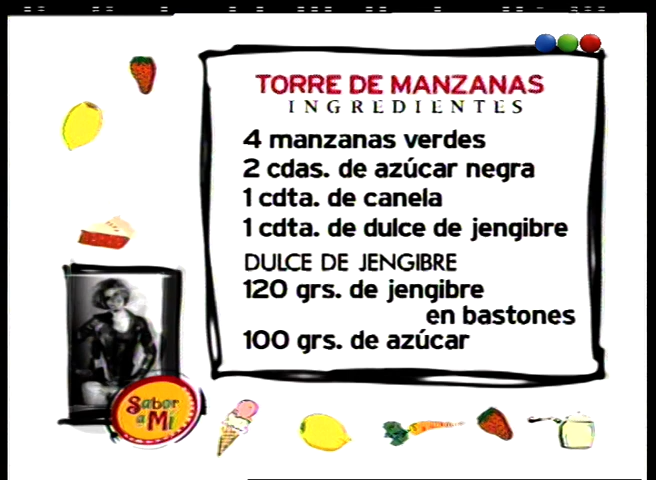 TORRE DE MANZANAS
INGREDIENTES
4 manzanas verdes
2 cdas. de azúcar negra
1 cdta. de canela
1 cdta. de dulce de jengibre
DULCE DE JENGIBRE
120 grs. de jengibre
en bastones
100 grs. de azúcar
Sabor
a Mí